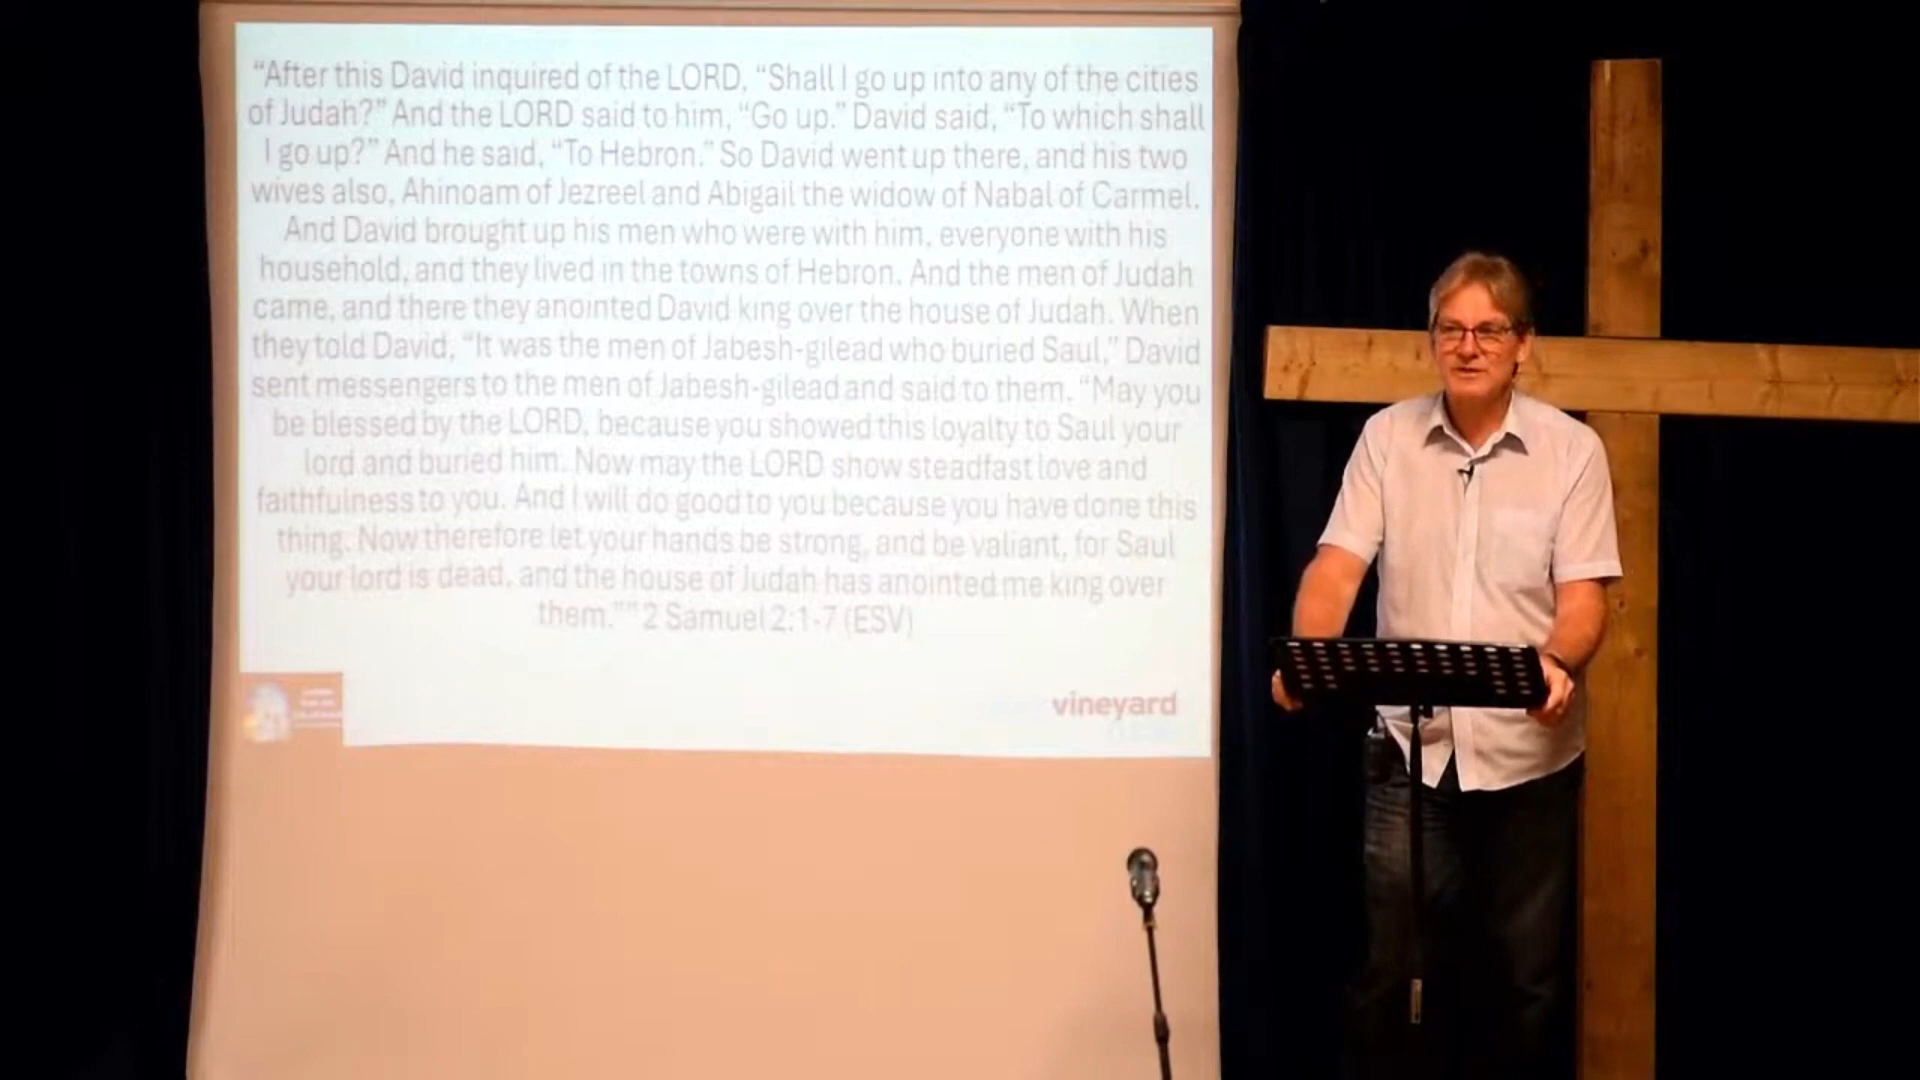 “After this David inquired of the LORD, “Shall I go up into any of the cities
of Judah?” And the LORD said to him, “Go up.” David said, “To which shall
I go up?” And he said, “To Hebron.” So David went up there, and his two
wives also, Ahinoam of Jezreel and Abigail the widow of Nabal of Carmel.
And David brought up his men who were with him, everyone with his
household, and they lived in the towns of Hebron. And the men of Judah
came, and there they anointed David king over the house of Judah. When
they told David, “It was the men of Jabesh-gilead who buried Saul,” David
sent messengers to the men of Jabesh-gilead and said to them, “May you
be blessed by the LORD, because you showed this loyalty to Saul your
lord and buried him. Now may the LORD show steadfast love and
faithfulness to you. And I will do good to you because you have done this
thing. Now therefore let your hands be strong, and be valiant, for Saul
your lord is dead, and the house of Judah has anointed me king over
them.”” 2 Samuel 2:1-7 (ESV)
vineyard